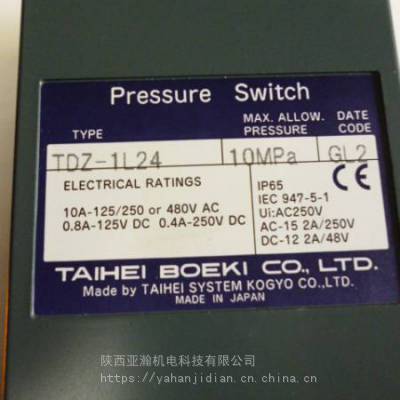 Pressure Switch
TYPE
MAX. ALLOW. PRESSURE
DATE CODE
TDZ-1L24
10MPa
GL2
ELECTRICAL RATINGS
10A-125/250 or 480V AC
0.8A-125V DC 0.4A-250V DC
IP65
IEC 947-5-1
Ui:AC250V
AC-15 2A/250V
DC-12 2A/48V
CE
TAIHEI BOEKI CO., LTD.
Made by TAIHEI SYSTEM KOGYO CO.,LTD.
MADE IN JAPAN
陕西亚瀚机电科技有限公司
https://yahanjidian.cn.china.cn